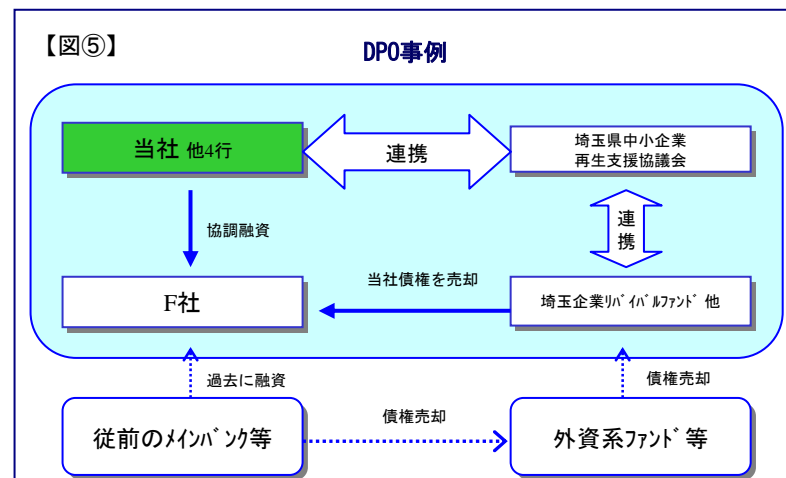 【図⑤】
DPO事例
当社 他4行
連携
埼玉県中小企業
再生支援協議会
協調融資
連
携
当社債権を売却
F社
埼玉企業ﾘﾊﾞｲﾊﾞﾙﾌｧﾝﾄﾞ他
過去に融資
債権売却
債権売却
従前のﾒｲﾝﾊﾞﾝｸ等
外資系ﾌｧﾝﾄﾞ等